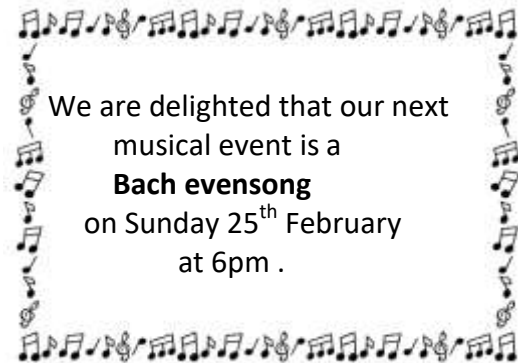 We are delighted that our next
musical event is a
Bach evensong
on Sunday 25th February
at 6pm .